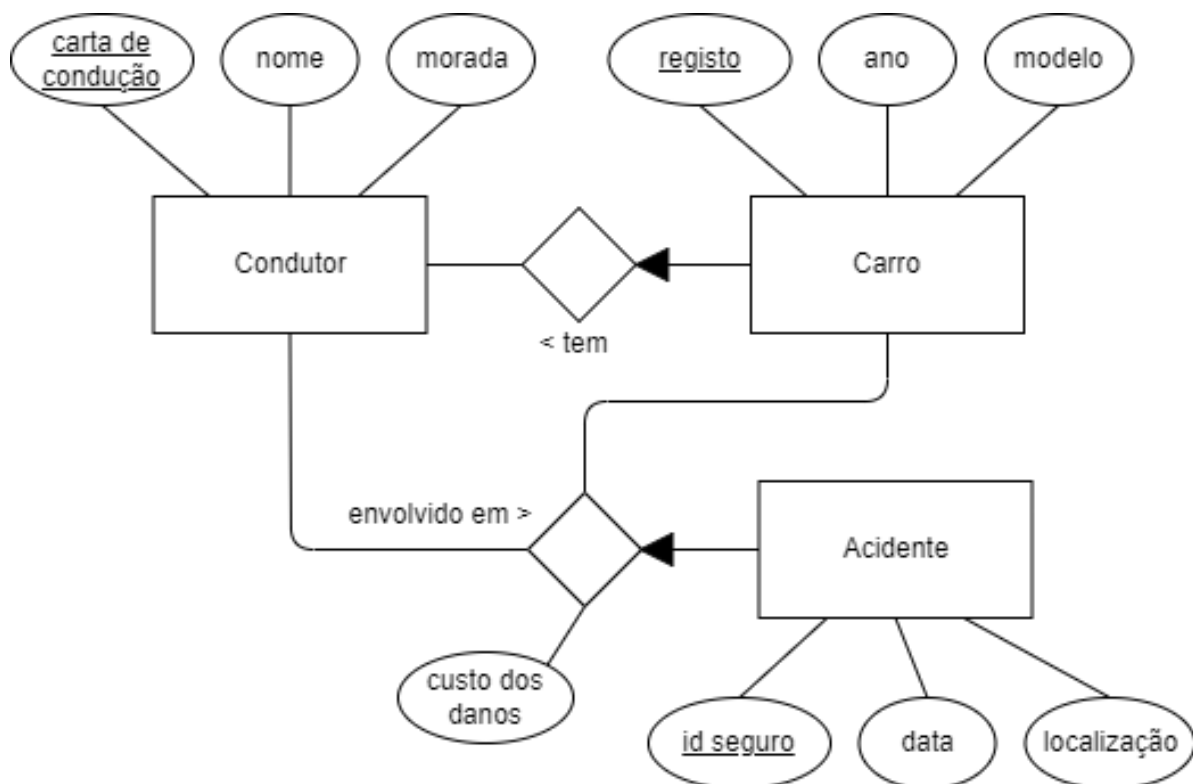 carta de
condução
nome
morada
registo
ano
modelo
Condutor
Carro
< tem
envolvido em >
Acidente
custo dos
danos
id seguro
data
localização